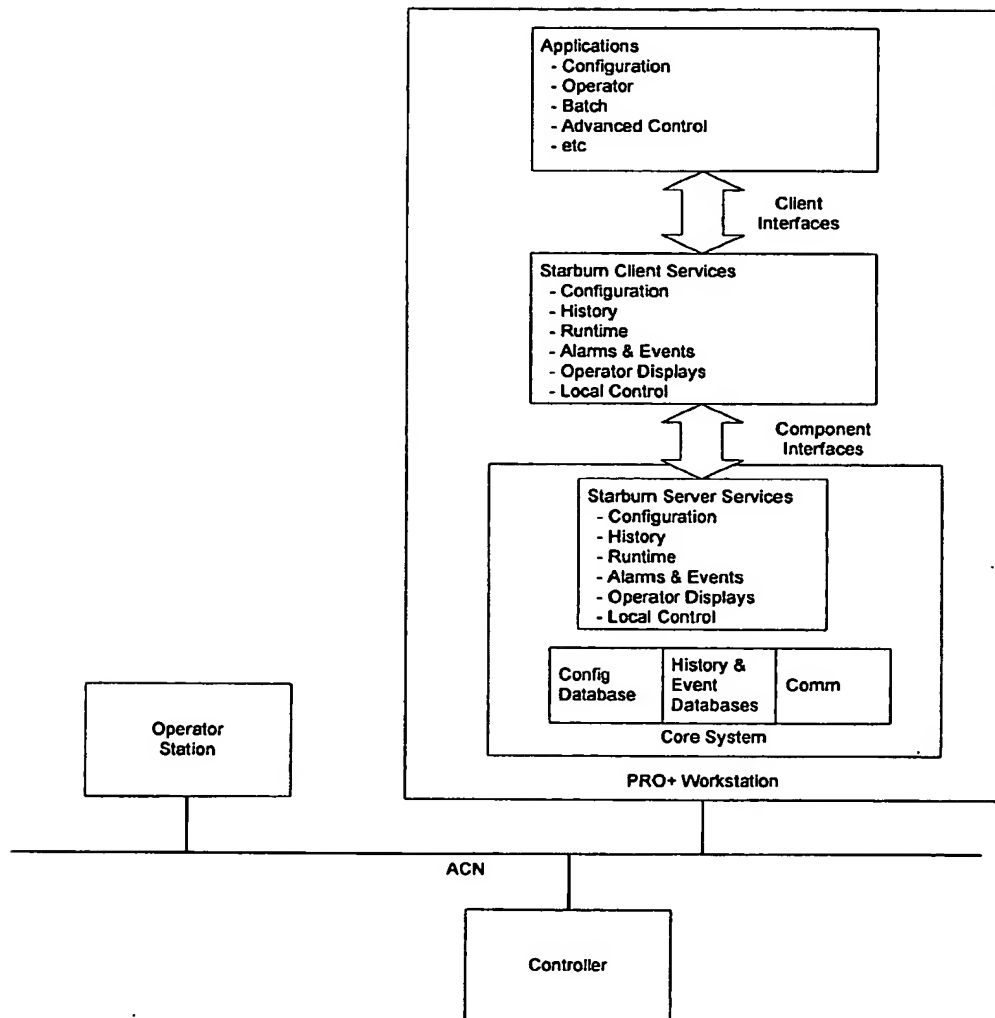 Applications
- Configuration
- Operator
- Batch
- Advanced Control
- etc
Client
Interfaces
Starburn Client Services
- Configuration
- History
- Runtime
- Alarms & Events
- Operator Displays
- Local Control
Component
Interfaces
Starburn Server Services
- Configuration
- History
- Runtime
- Alarms & Events
- Operator Displays
- Local Control
Config
Database
History &
Event
Databases
Comm
Core System
PRO+ Workstation
Operator
Station
ACN
Controller